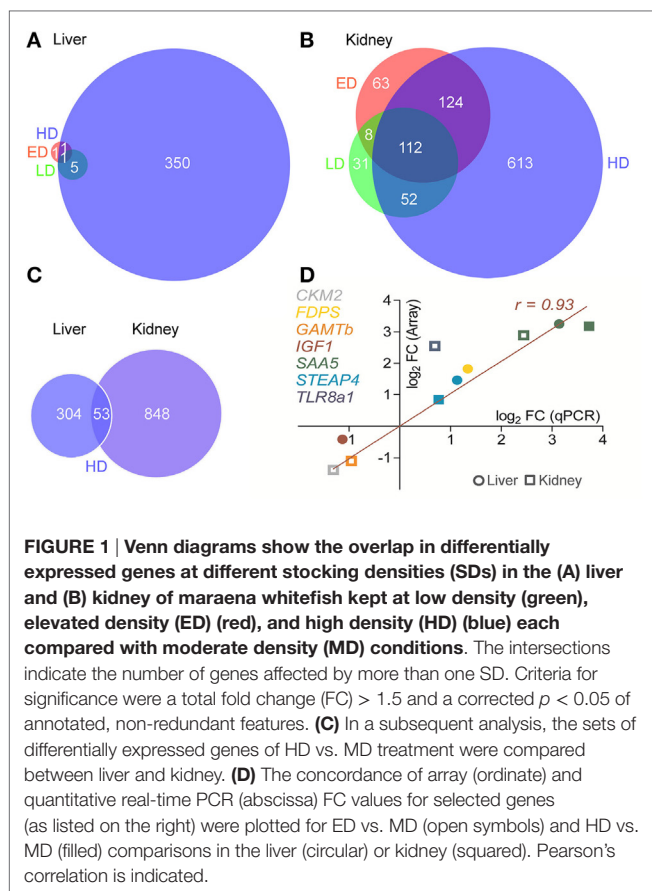 A Liver
HD
ED
LD
11
1
5
350
B Kidney
ED
63
124
8
112
31
LD
52
613
HD
C
Liver Kidney
304 53 848
HD
D
CKM2
FDPS
GAMTb
IGF1
SAA5
STEAP4
TLR8a1
log2 FC (Array)
4
3
2
1
-1
r = 0.93
log2 FC (qPCR)
-1 1 2 3 4
Liver Kidney
FIGURE 1 | Venn diagrams show the overlap in differentially
expressed genes at different stocking densities (SDs) in the (A) liver
and (B) kidney of maraena whitefish kept at low density (green),
elevated density (ED) (red), and high density (HD) (blue) each
compared with moderate density (MD) conditions. The intersections
indicate the number of genes affected by more than one SD. Criteria for
significance were a total fold change (FC) > 1.5 and a corrected p < 0.05 of
annotated, non-redundant features. (C) In a subsequent analysis, the sets of
differentially expressed genes of HD vs. MD treatment were compared
between liver and kidney. (D) The concordance of array (ordinate) and
quantitative real-time PCR (abscissa) FC values for selected genes
(as listed on the right) were plotted for ED vs. MD (open symbols) and HD vs.
MD (filled) comparisons in the liver (circular) or kidney (squared). Pearson's
correlation is indicated.